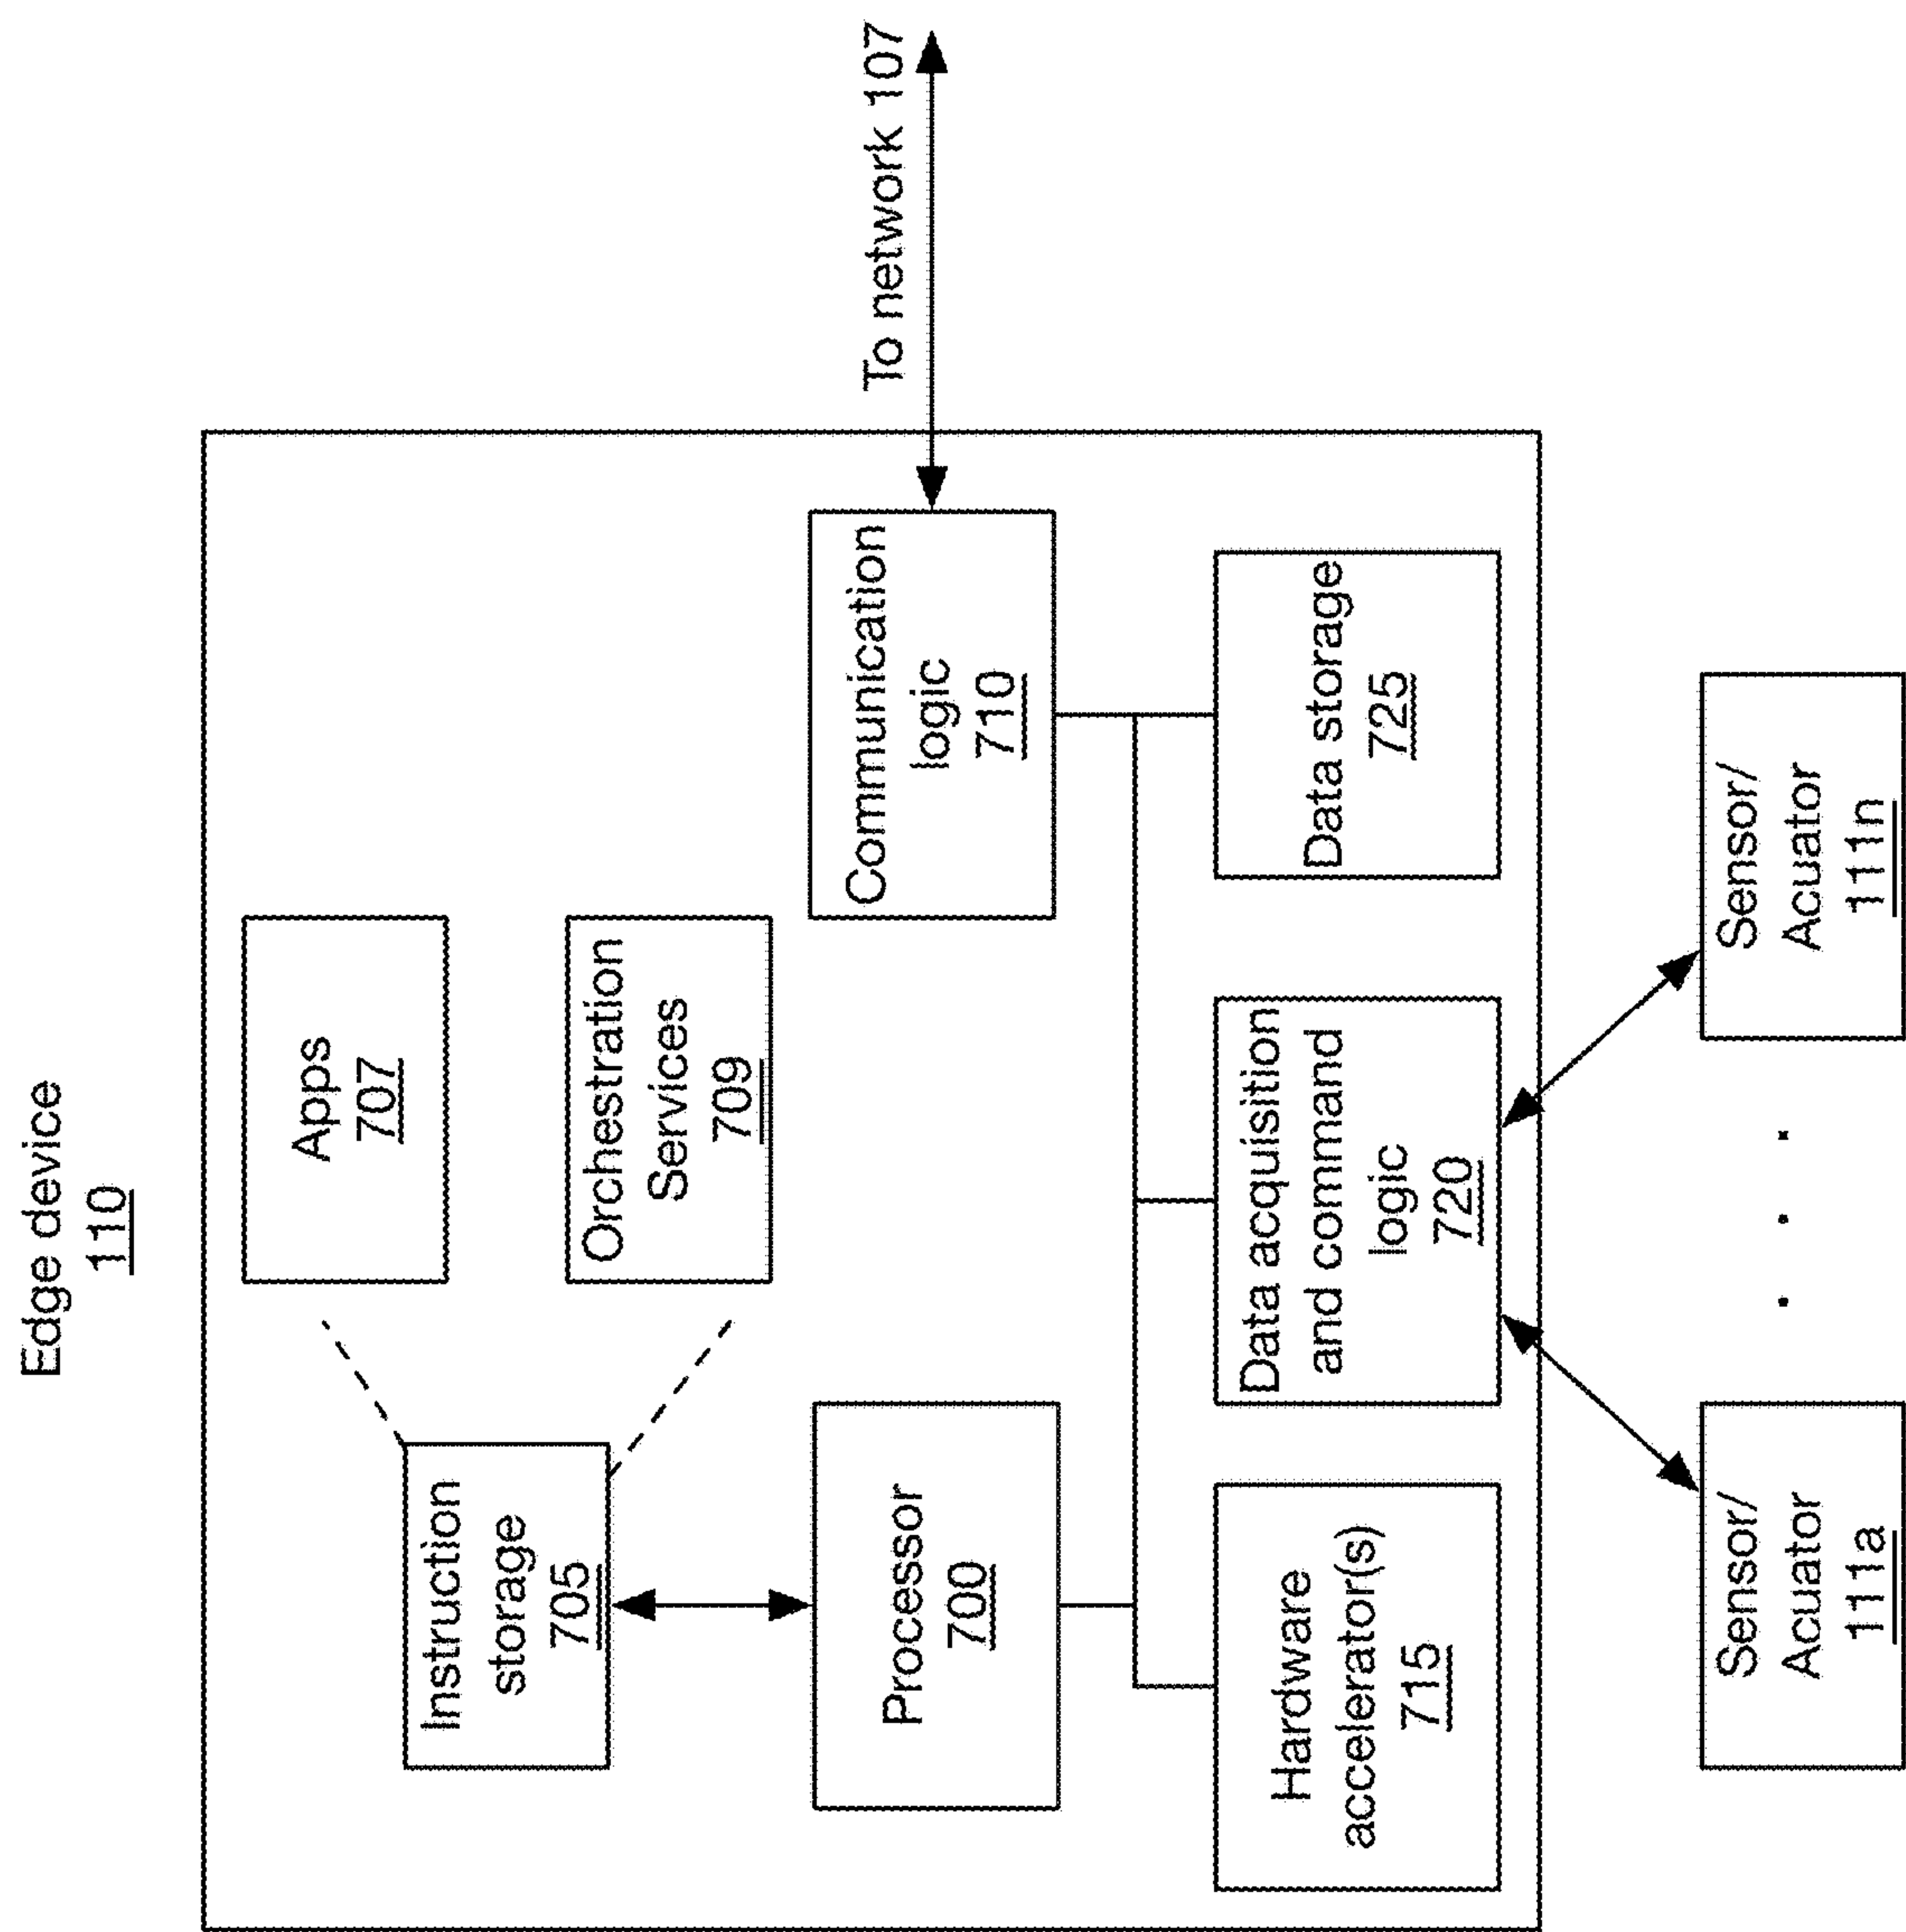 Edge device
110
Apps
707
Instruction
storage
705
Orchestration
Services
709
To network 107
Processor
700
Communication
logic
710
Hardware
accelerator(s)
715
Data acquisition
and command
logic
720
Data storage
725
Sensor/
Acuator
111a
. . .
Sensor/
Acuator
111n